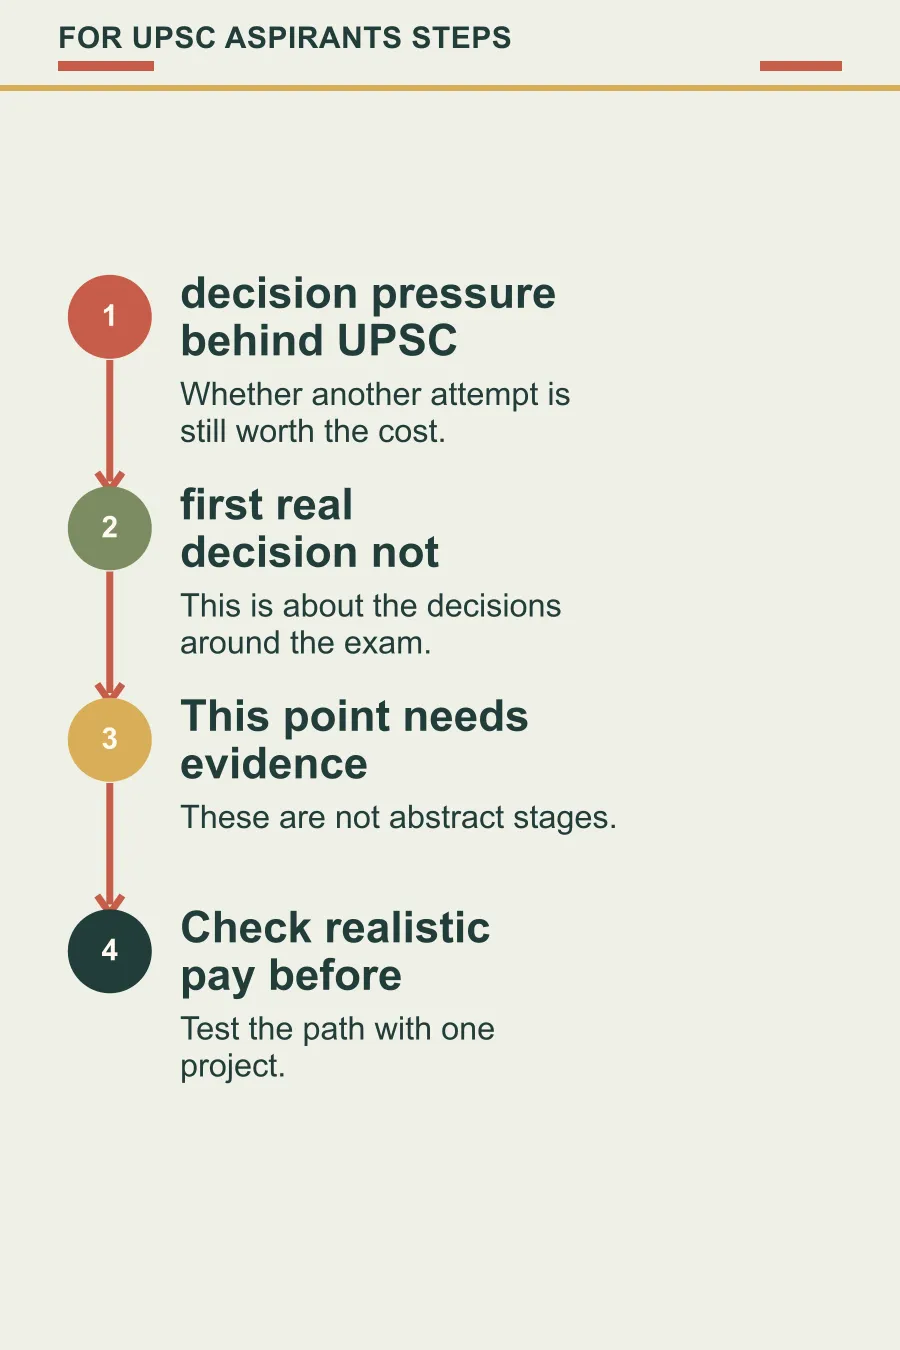 FOR UPSC ASPIRANTS STEPS
1
decision pressure
behind UPSC
Whether another attempt is
still worth the cost.
2
first real
decision not
This is about the decisions
around the exam.
3
This point needs
evidence
These are not abstract stages.
4
Check realistic
pay before
Test the path with one
project.